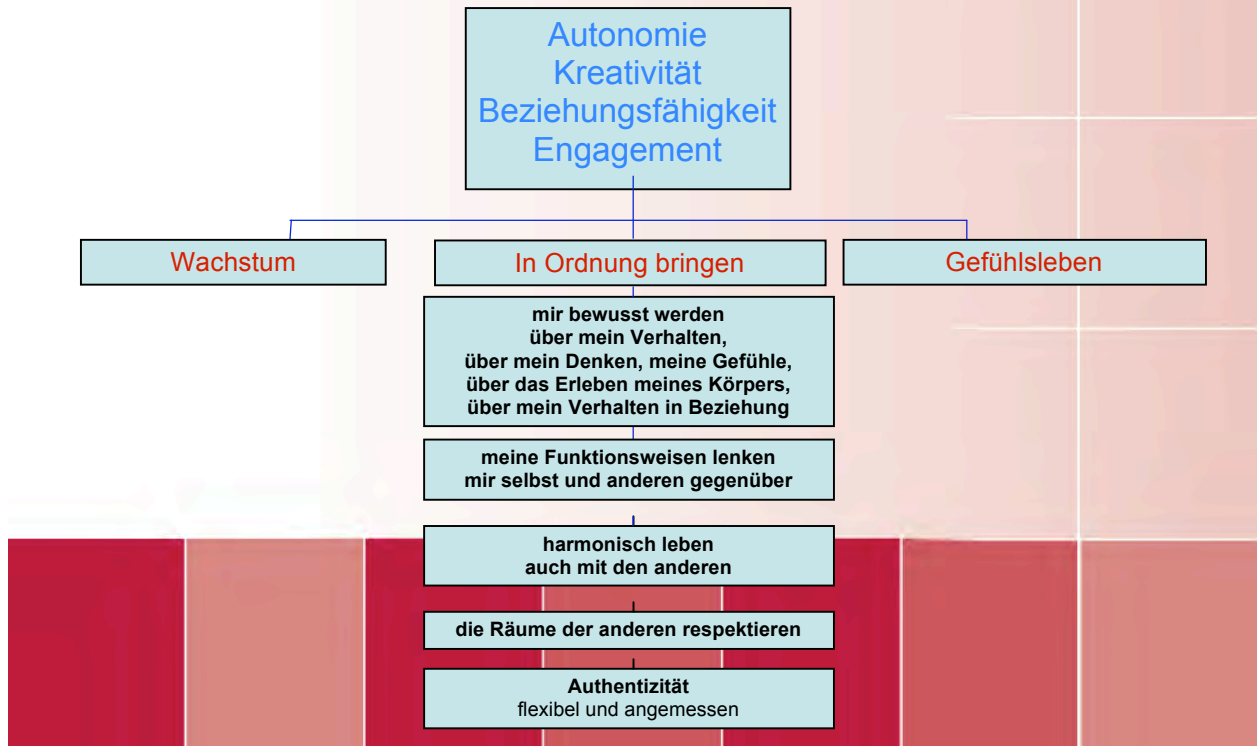 Autonomie
Kreativität
Beziehungsfähigkeit
Engagement
Wachstum
In Ordnung bringen
Gefühlsleben
mir bewusst werden
über mein Verhalten,
über mein Denken, meine Gefühle,
über das Erleben meines Körpers,
über mein Verhalten in Beziehung
meine Funktionsweisen lenken
mir selbst und anderen gegenüber
harmonisch leben
auch mit den anderen
die Räume der anderen respektieren
Authentizität
flexibel und angemessen